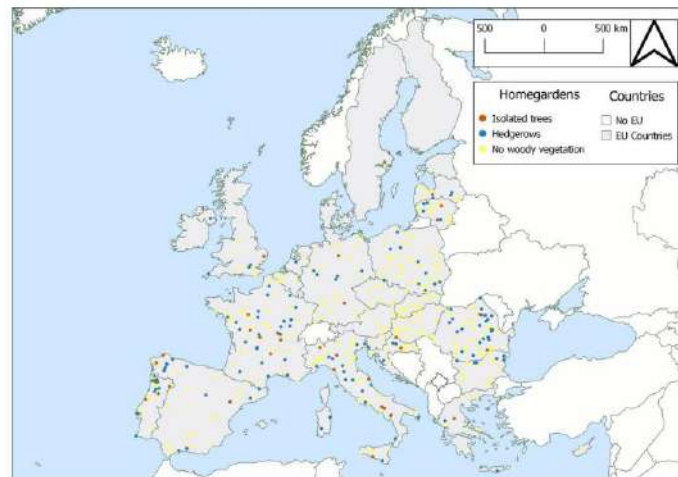 500 0 500 km
Homegardens
Isolated trees
Hedgerows
No woody vegetation
Countries
No EU
EU Countries